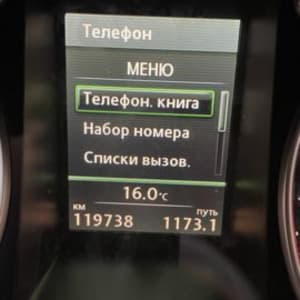 Телефон
МЕНЮ
Телефон. книга
Набор номера
Списки вызов.
16.0°C
км путь
119738 1173.1